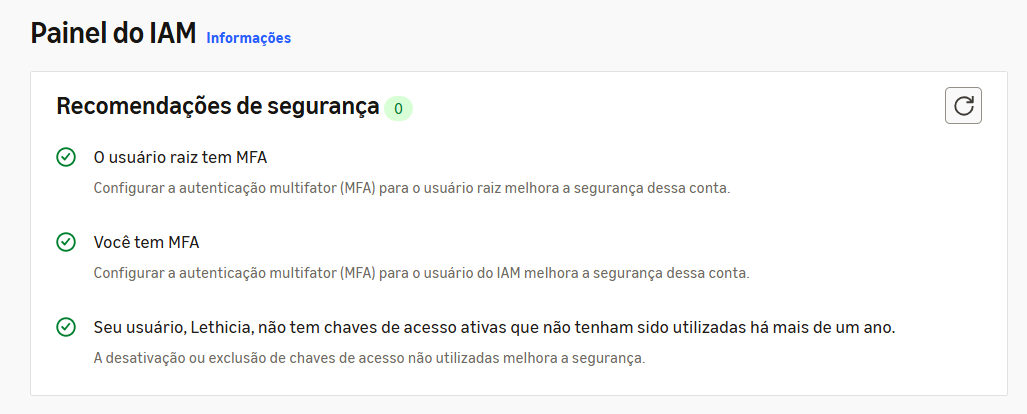 Painel do IAM Informações
Recomendações de segurança 0
O usuário raiz tem MFA
Configurar a autenticação multifator (MFA) para o usuário raiz melhora a segurança dessa conta.
Você tem MFA
Configurar a autenticação multifator (MFA) para o usuário do IAM melhora a segurança dessa conta.
Seu usuário, Lethicia, não tem chaves de acesso ativas que não tenham sido utilizadas há mais de um ano.
A desativação ou exclusão de chaves de acesso não utilizadas melhora a segurança.